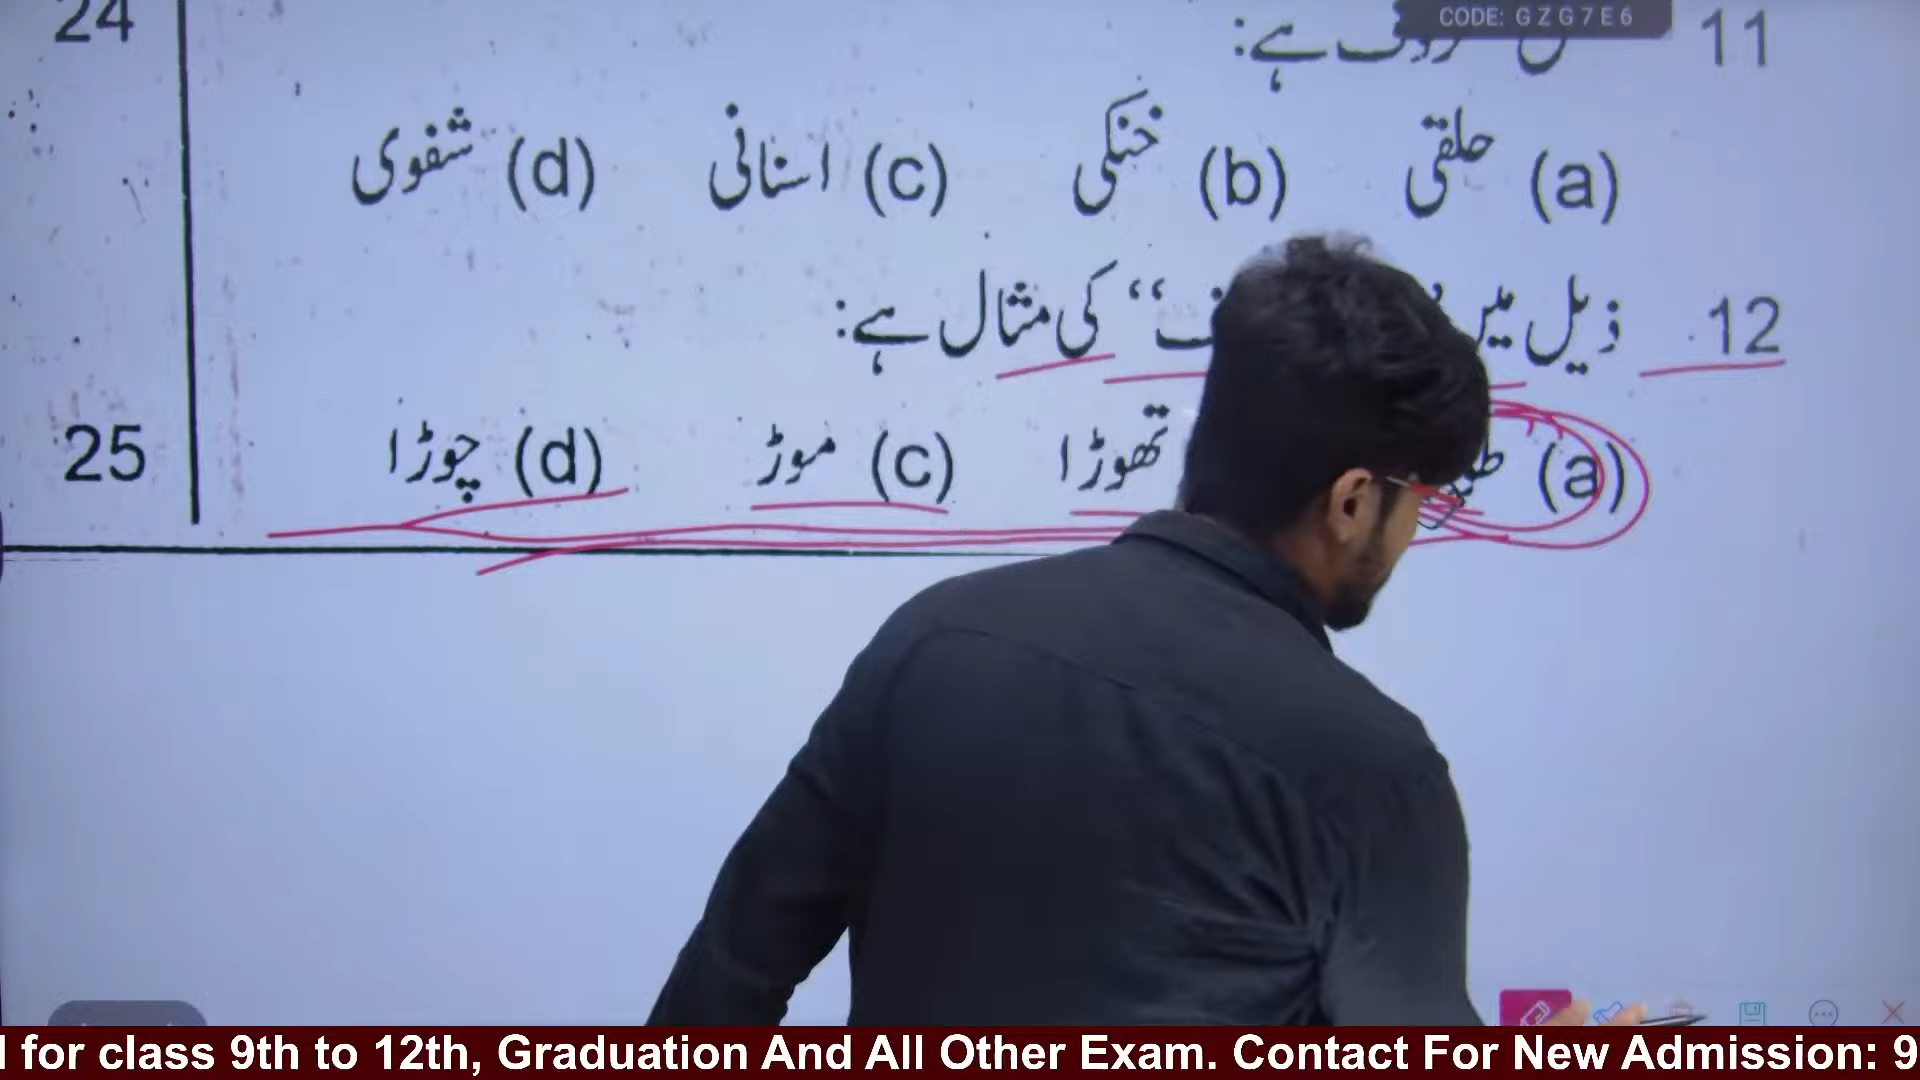 CODE: GZG7E6
24
11 ہے:
(a) حلقی (b) خنکی (c) اسنانی (d) شفوی
12 ذیل میں کی مثال ہے:
25
(a) تھوڑا (c) موڑ (d) چوڑا
for class 9th to 12th, Graduation And All Other Exam. Contact For New Admission: 9